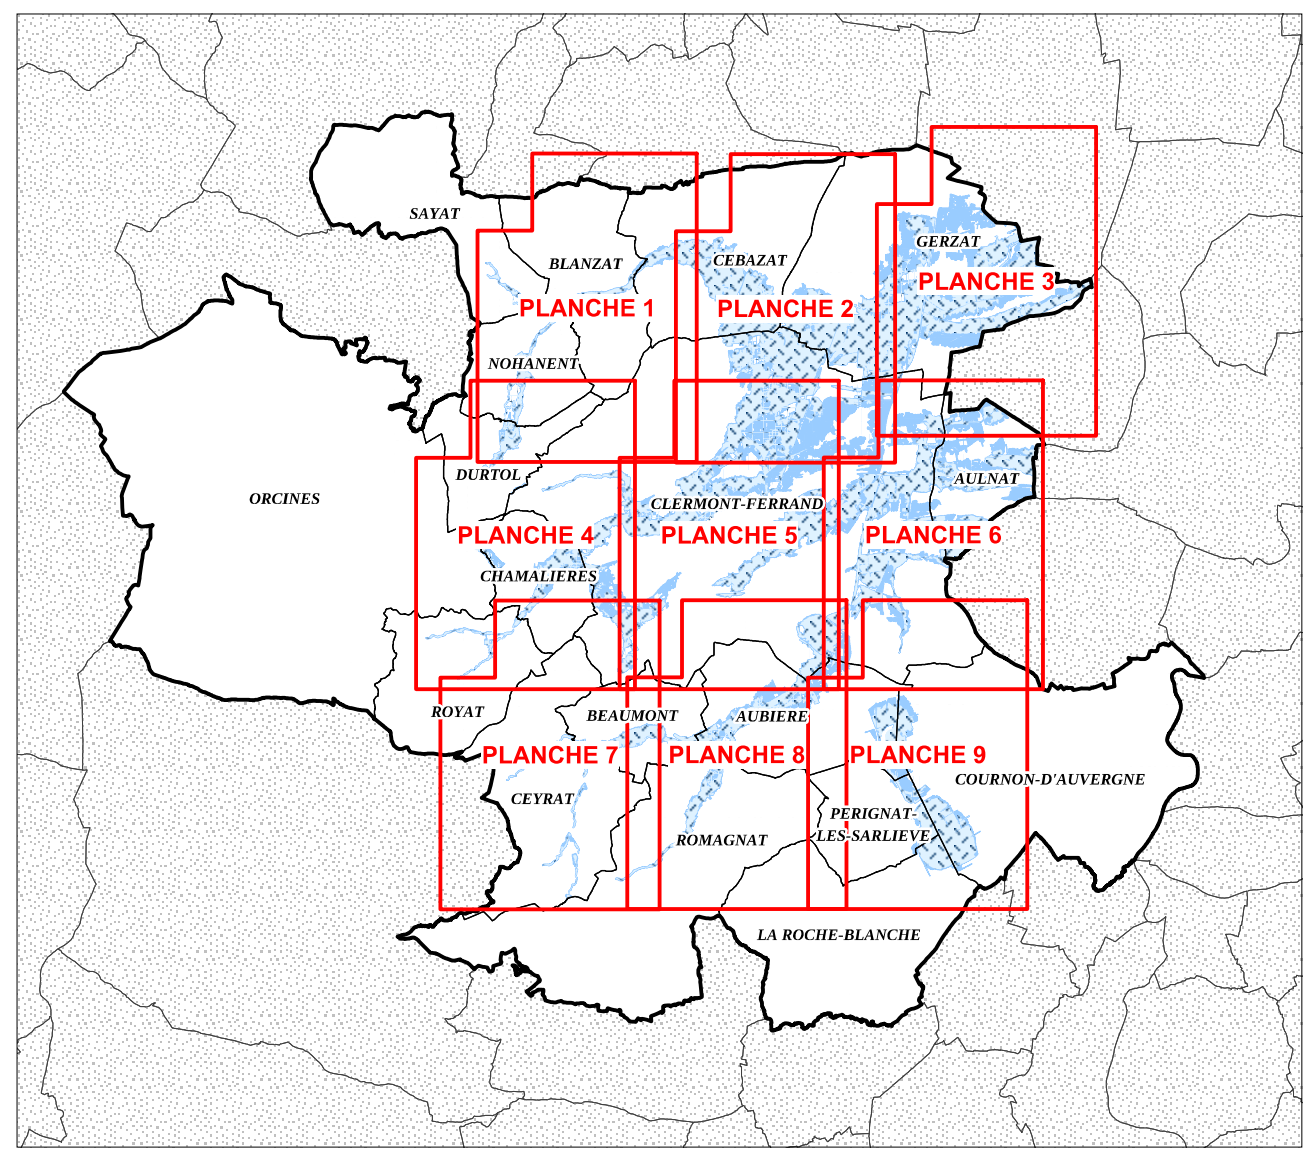 SAYAT
GERZAT
CEBAZAT
BLANZAT
PLANCHE 3
PLANCHE 1
PLANCHE 2
NOHANENT
DURTOL
AULNAT
ORCINES
CLERMONT-FERRAND
PLANCHE 4
PLANCHE 5
PLANCHE 6
CHAMALIERES
ROYAT
BEAUMONT
AUBIERE
PLANCHE 7
PLANCHE 8
PLANCHE 9
COURNON-D'AUVERGNE
CEYRAT
PERIGNAT-
LES-SARLIEVE
ROMAGNAT
LA ROCHE-BLANCHE